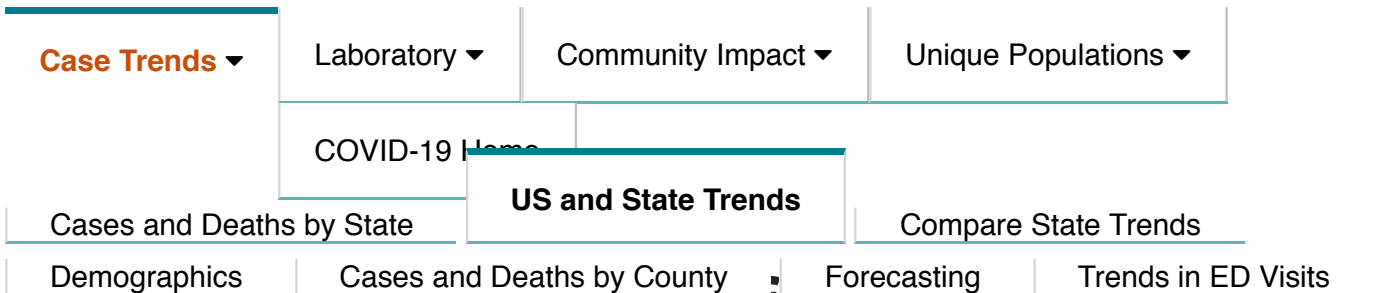 Case Trends Laboratory Community Impact Unique Populations
COVID-19 Home
US and State Trends
Cases and Deaths by State Compare State Trends
Demographics Cases and Deaths by County Forecasting Trends in ED Visits